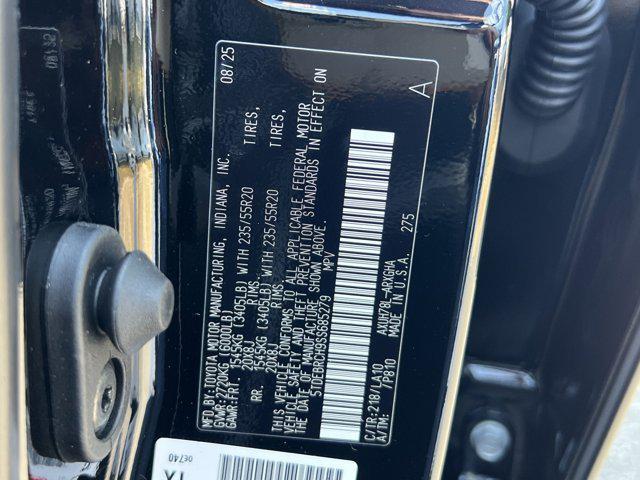 MFD. BY: TOYOTA MOTOR MANUFACTURING, INDIANA, INC. 08/25
GVWR: 2720KG (6000LB)
GAWR: FRT. 1545KG (3405LB) WITH 235/55R20 TIRES,
20X8J RIMS,
RR. 1545KG (3405LB) WITH 235/55R20 TIRES,
20X8J RIMS,
THIS VEHICLE CONFORMS TO ALL APPLICABLE FEDERAL MOTOR
VEHICLE SAFETY AND THEFT PREVENTION STANDARDS IN EFFECT ON
THE DATE OF MANUFACTURE SHOWN ABOVE.
MPV
A
C/TR: 218/LA10 AXUH78L-ARXGHA
A/TM: /P810 MADE IN U.S.A. 275
0E740